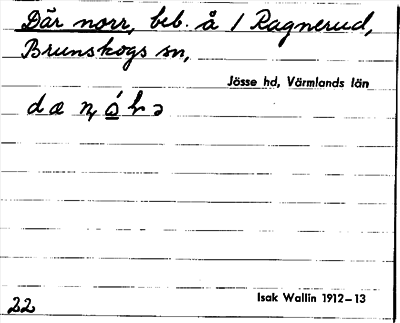 Där norr, beb. å 1 Ragnerud,
Brunskogs sn,
Jösse hd, Värmlands län
Isak Wallin 1912–13
22